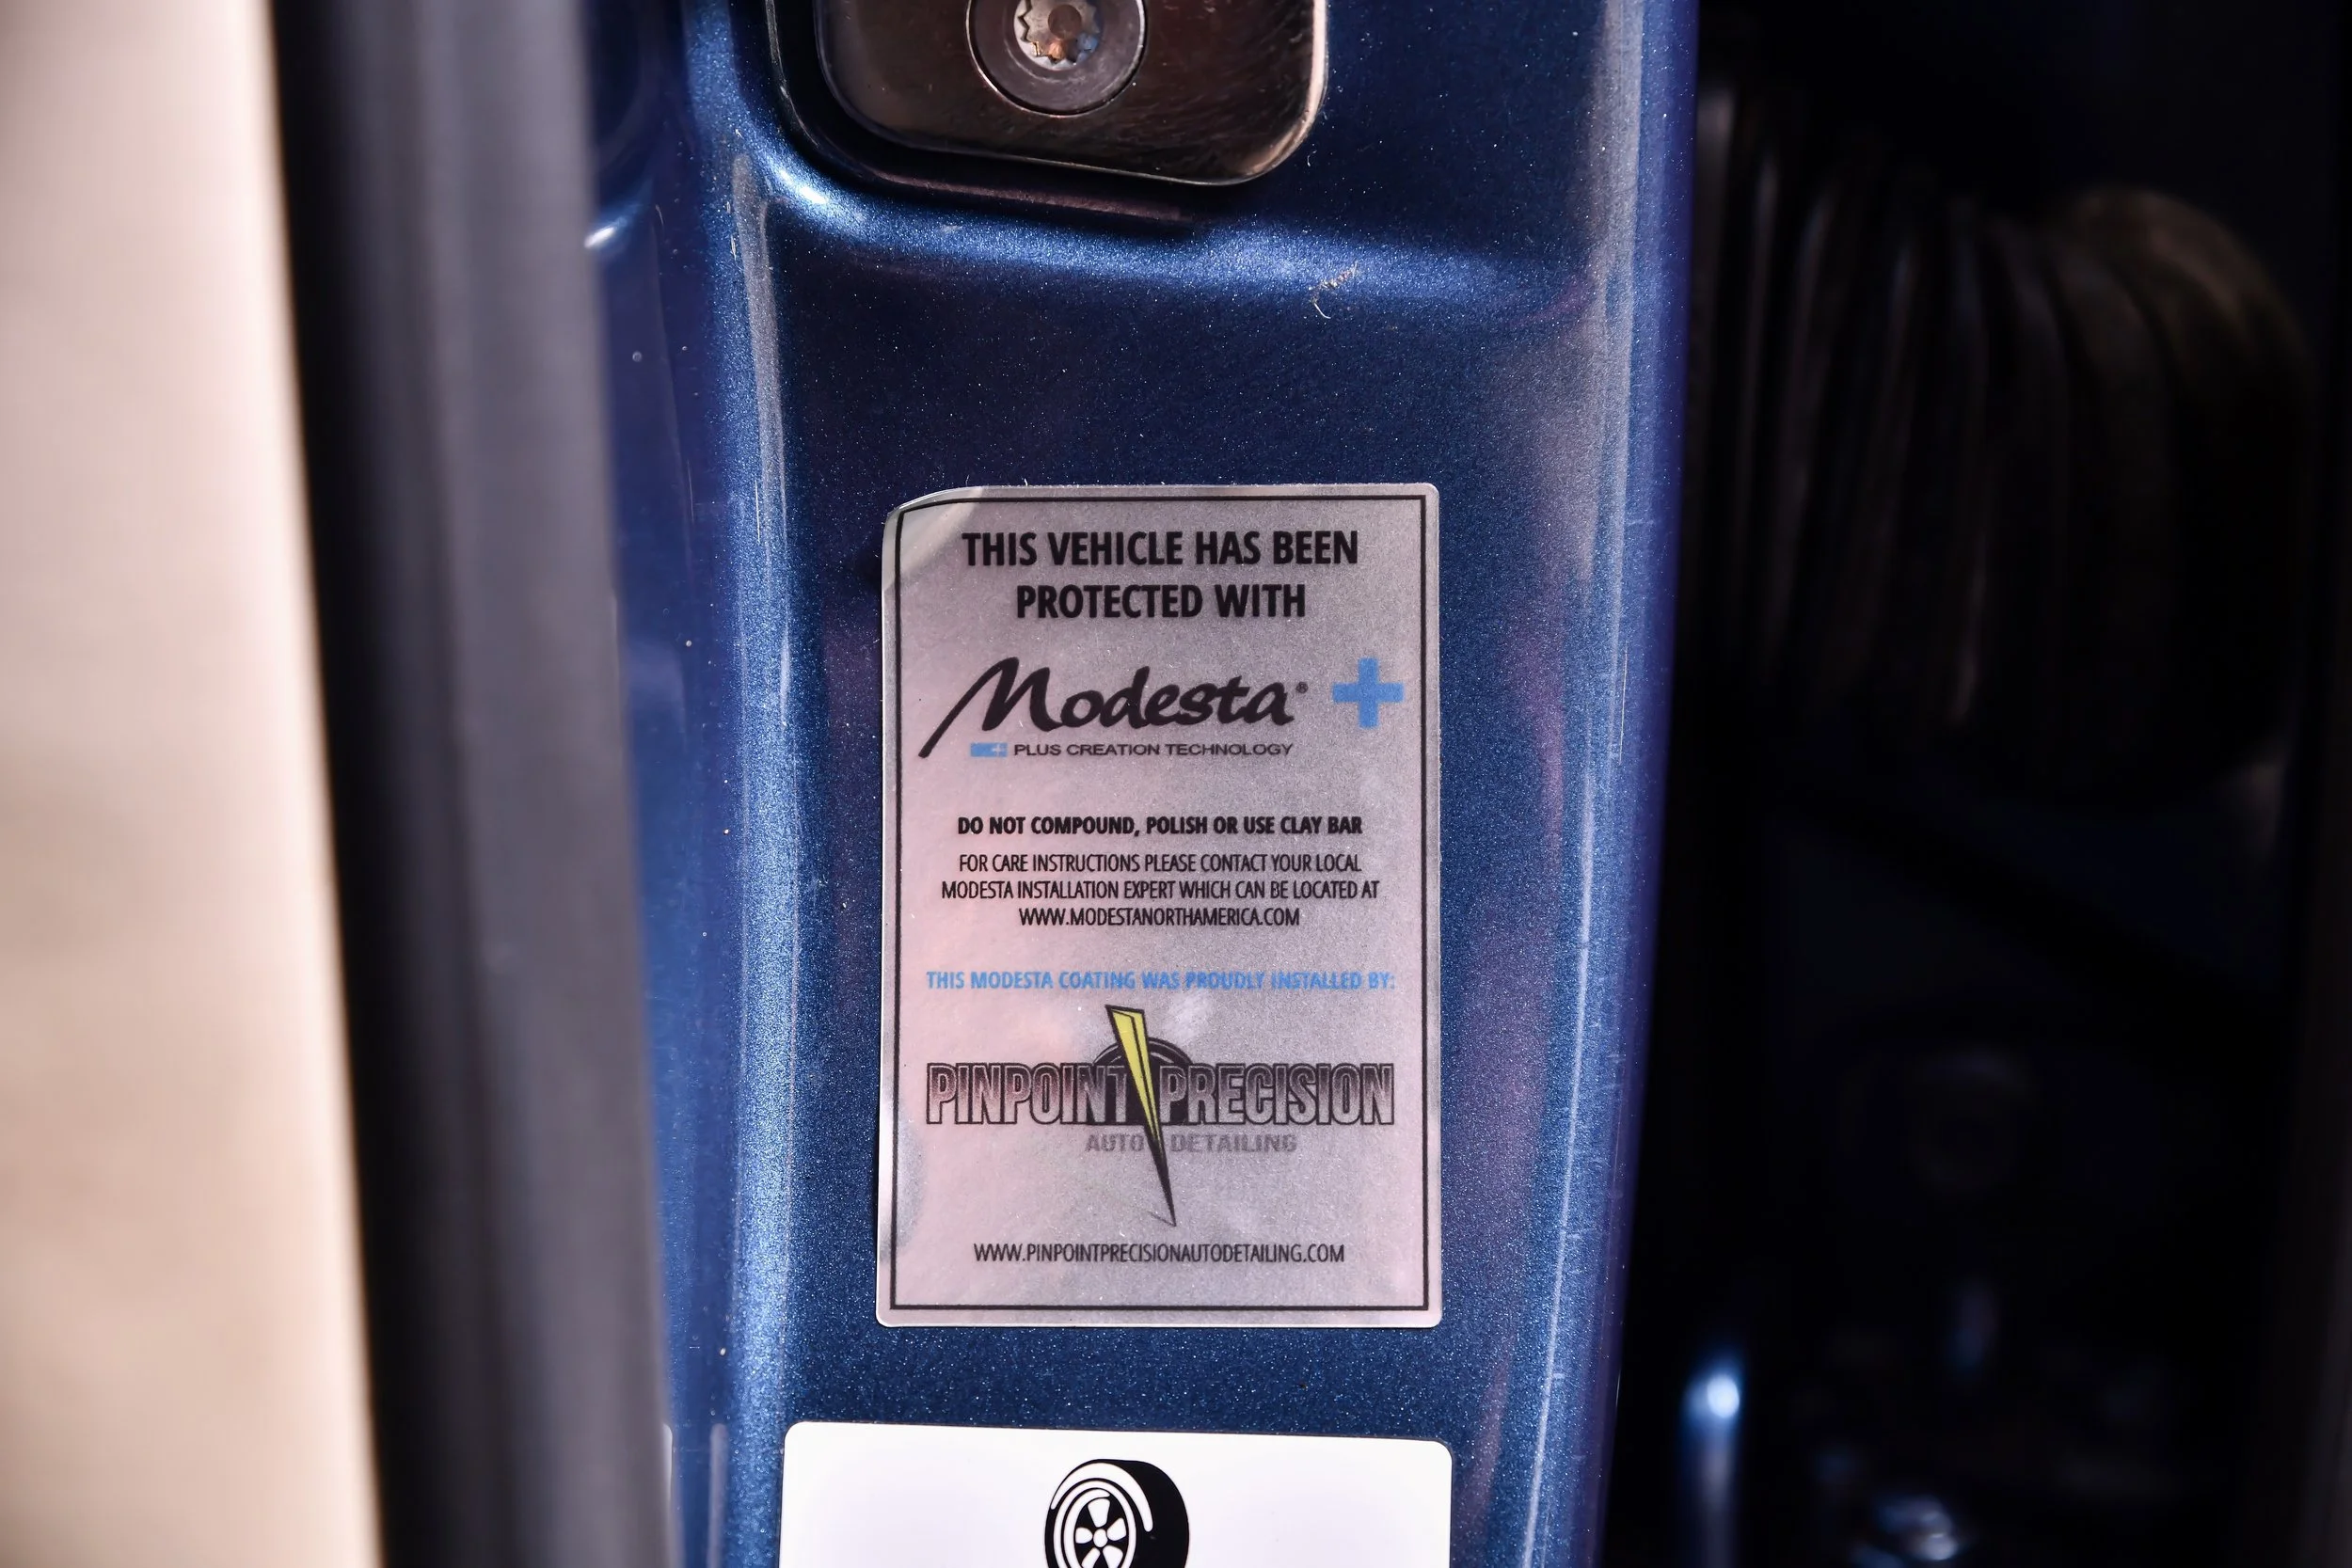 THIS VEHICLE HAS BEEN
PROTECTED WITH
Modesta®
PLUS CREATION TECHNOLOGY
DO NOT COMPOUND, POLISH OR USE CLAY BAR
FOR CARE INSTRUCTIONS PLEASE CONTACT YOUR LOCAL
MODESTA INSTALLATION EXPERT WHICH CAN BE LOCATED AT
WWW.MODESTANORTHAMERICA.COM
THIS MODESTA COATING WAS PROUDLY INSTALLED BY:
PINPOINT PRECISION
AUTO DETAILING
WWW.PINPOINTPRECISIONAUTODETAILING.COM